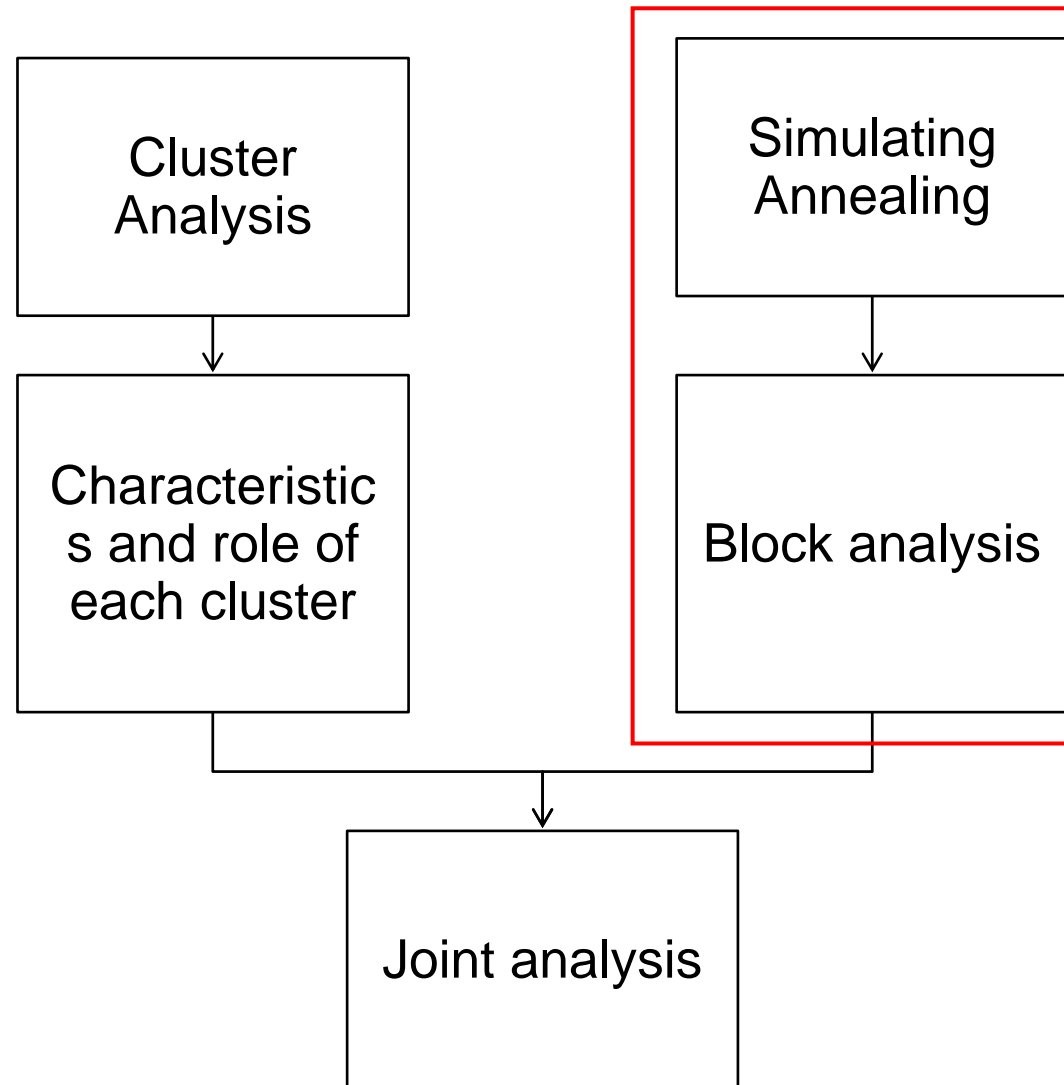 Cluster
Analysis
Simulating
Annealing
Characteristic
s and role of
each cluster
Block analysis
Joint analysis